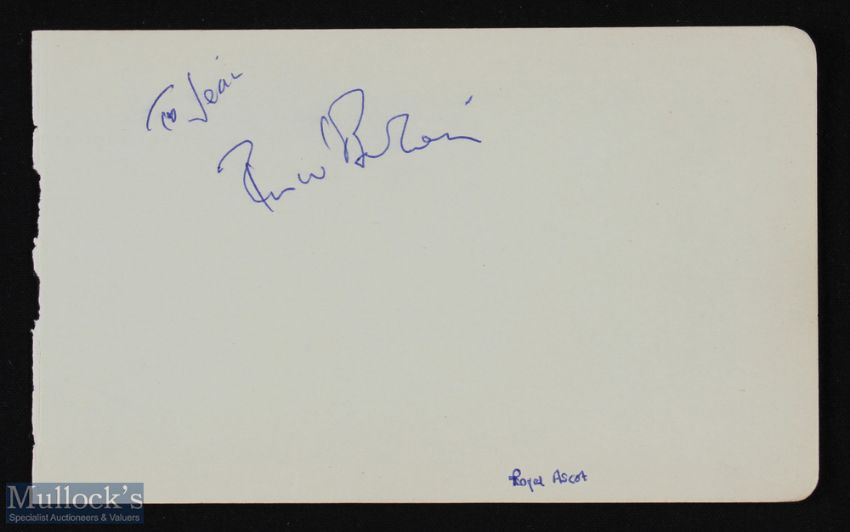 To Jean
Royal Ascot
Mullock's
Specialist Auctioneers & Valuers